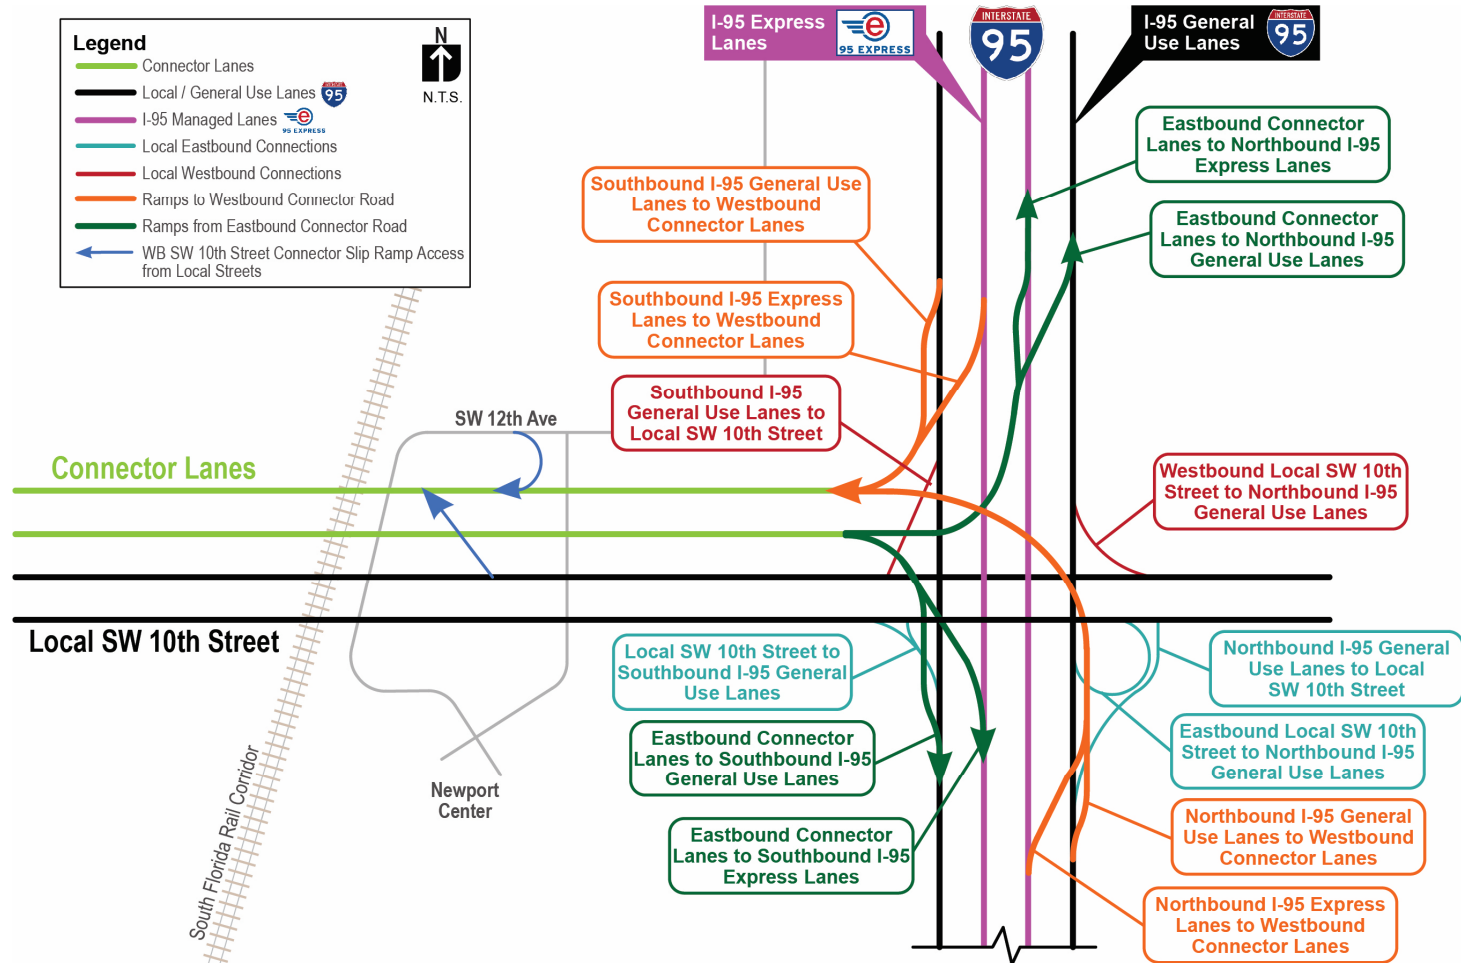 I-95 Express
Lanes
95 EXPRESS
INTERSTATE
95
I-95 General
Use Lanes
INTERSTATE
95
Legend
Connector Lanes
Local / General Use Lanes
INTERSTATE
95
I-95 Managed Lanes
95 EXPRESS
Local Eastbound Connections
Local Westbound Connections
Ramps to Westbound Connector Road
Ramps from Eastbound Connector Road
WB SW 10th Street Connector Slip Ramp Access
from Local Streets
N
N.T.S.
Eastbound Connector
Lanes to Northbound I-95
Express Lanes
Southbound I-95 General Use
Lanes to Westbound
Connector Lanes
Eastbound Connector
Lanes to Northbound I-95
General Use Lanes
Southbound I-95 Express
Lanes to Westbound
Connector Lanes
Southbound I-95
General Use Lanes to
Local SW 10th Street
SW 12th Ave
Connector Lanes
Westbound Local SW 10th
Street to Northbound I-95
General Use Lanes
Local SW 10th Street
Local SW 10th Street to
Southbound I-95 General
Use Lanes
Northbound I-95 General
Use Lanes to Local
SW 10th Street
Eastbound Connector
Lanes to Southbound I-95
General Use Lanes
Eastbound Local SW 10th
Street to Northbound I-95
General Use Lanes
Newport
Center
South Florida Rail Corridor
Eastbound Connector
Lanes to Southbound I-95
Express Lanes
Northbound I-95 General
Use Lanes to Westbound
Connector Lanes
Northbound I-95 Express
Lanes to Westbound
Connector Lanes